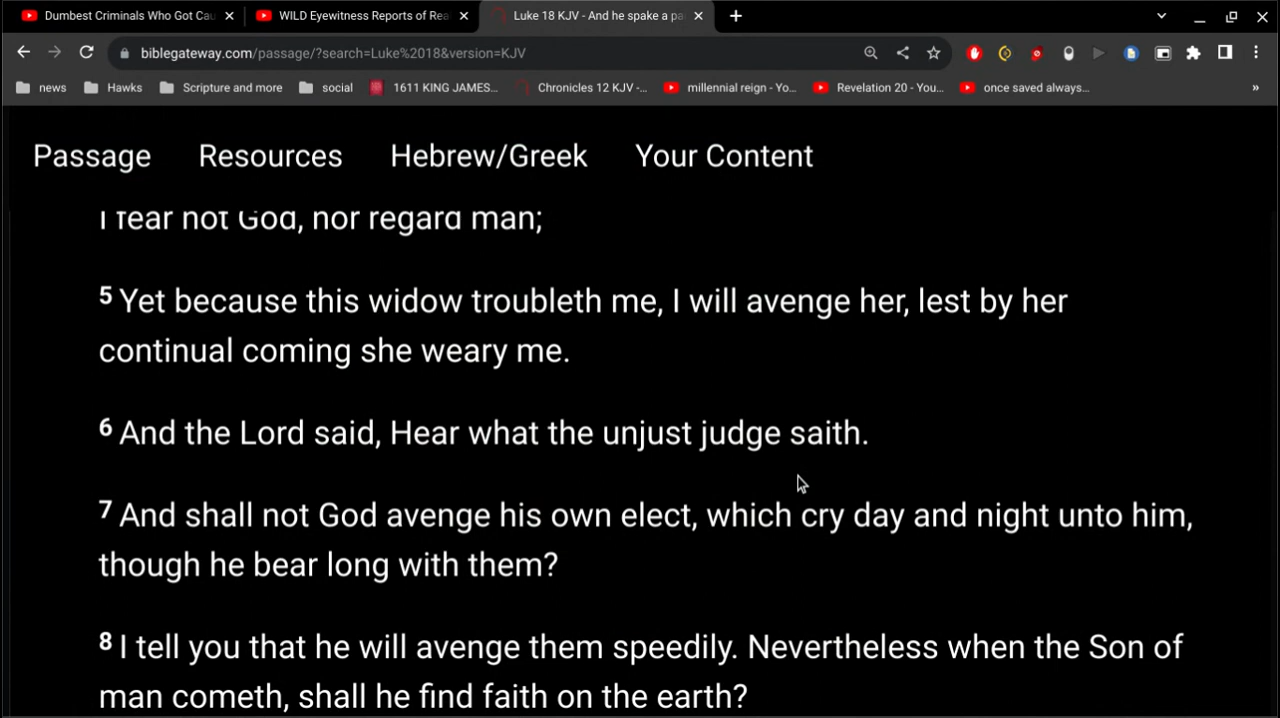 Dumbest Criminals Who Got Cau
WILD Eyewitness Reports of Rea
Luke 18 KJV - And he spake a pa
biblegateway.com/passage/?search=Luke%2018&version=KJV
news
Hawks
Scripture and more
social
1611 KING JAMES...
Chronicles 12 KJV -...
millennial reign - Yo...
Revelation 20 - You...
once saved always...
»
Passage Resources Hebrew/Greek Your Content
I fear not God, nor regard man;
5 Yet because this widow troubleth me, I will avenge her, lest by her
continual coming she weary me.
6 And the Lord said, Hear what the unjust judge saith.
7 And shall not God avenge his own elect, which cry day and night unto him,
though he bear long with them?
8 I tell you that he will avenge them speedily. Nevertheless when the Son of
man cometh, shall he find faith on the earth?